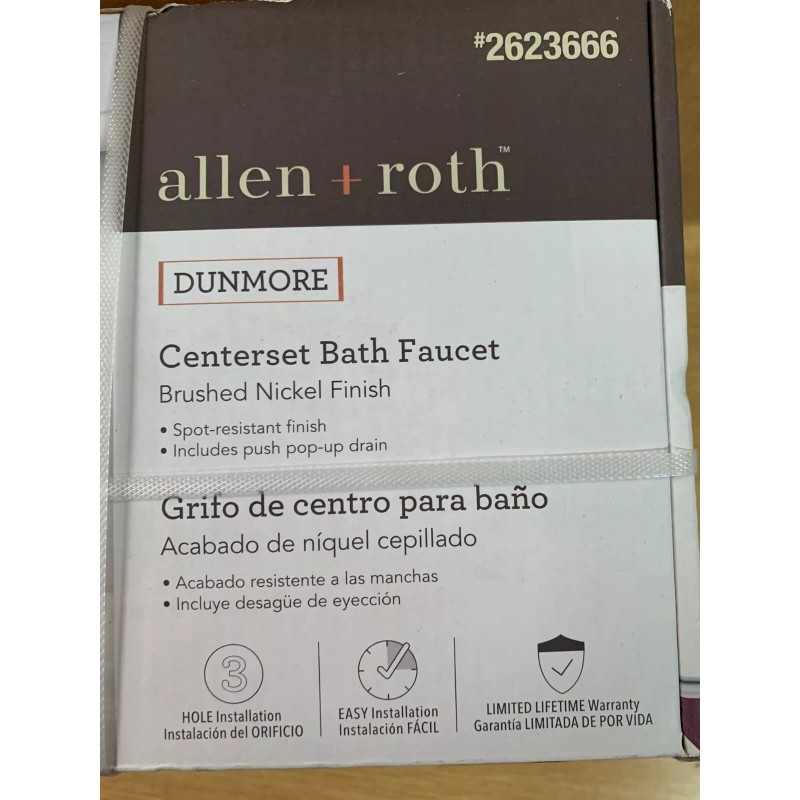 #2623666
allen + roth™
DUNMORE
Centerset Bath Faucet
Brushed Nickel Finish
• Spot-resistant finish
• Includes push pop-up drain
Grifo de centro para baño
Acabado de níquel cepillado
• Acabado resistente a las manchas
• Incluye desagüe de eyección
3
HOLE Installation
Instalación del ORIFICIO
EASY Installation
Instalación FÁCIL
LIMITED LIFETIME Warranty
Garantía LIMITADA DE POR VIDA